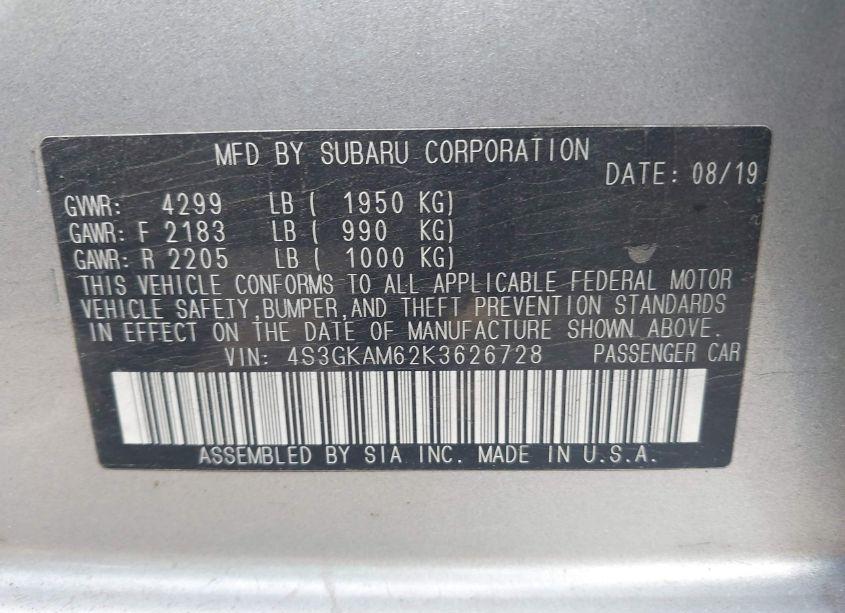 MFD BY SUBARU CORPORATION
DATE: 08/19
GVWR: 4299 LB ( 1950 KG)
GAWR: F 2183 LB ( 990 KG)
GAWR: R 2205 LB ( 1000 KG)
THIS VEHICLE CONFORMS TO ALL APPLICABLE FEDERAL MOTOR
VEHICLE SAFETY,BUMPER,AND THEFT PREVENTION STANDARDS
IN EFFECT ON THE DATE OF MANUFACTURE SHOWN ABOVE.
VIN: 4S3GKAM62K3626728 PASSENGER CAR
ASSEMBLED BY SIA INC. MADE IN U.S.A.